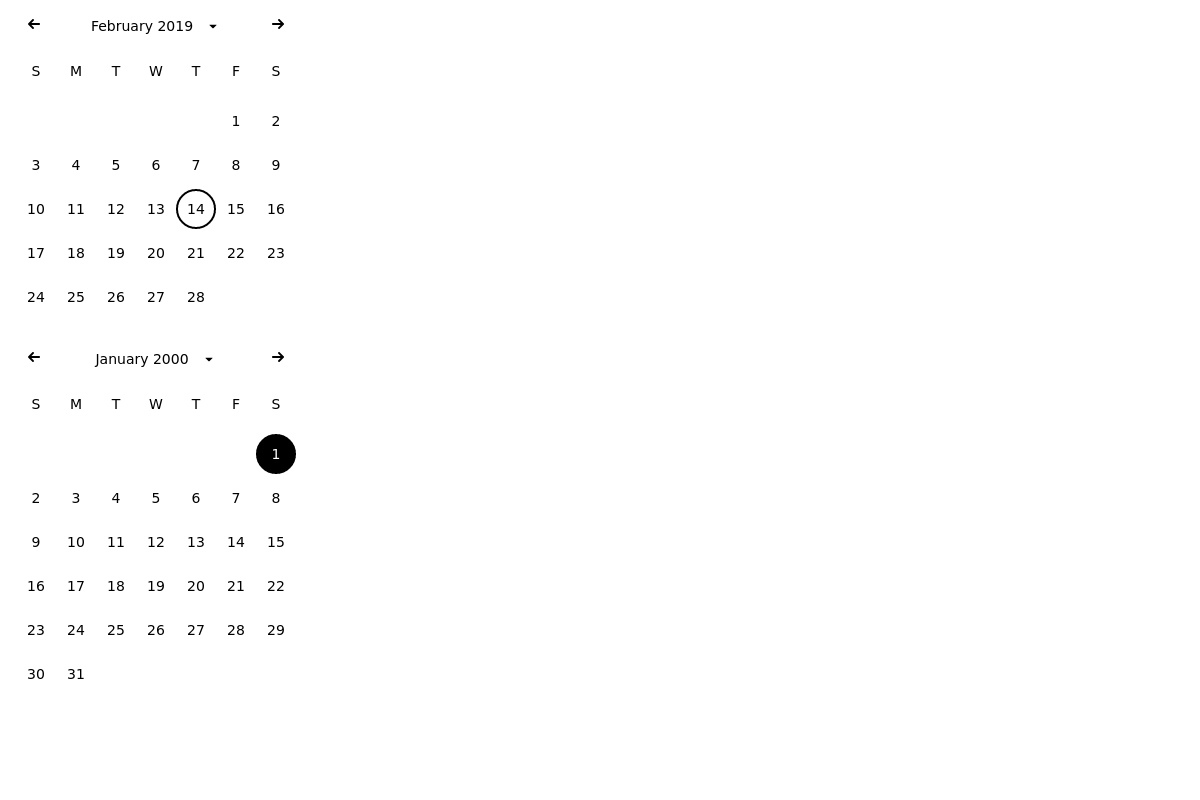 February 2019
S M T W T F S
1 2
3 4 5 6 7 8 9
10 11 12 13 14 15 16
17 18 19 20 21 22 23
24 25 26 27 28
January 2000
S M T W T F S
1
2 3 4 5 6 7 8
9 10 11 12 13 14 15
16 17 18 19 20 21 22
23 24 25 26 27 28 29
30 31